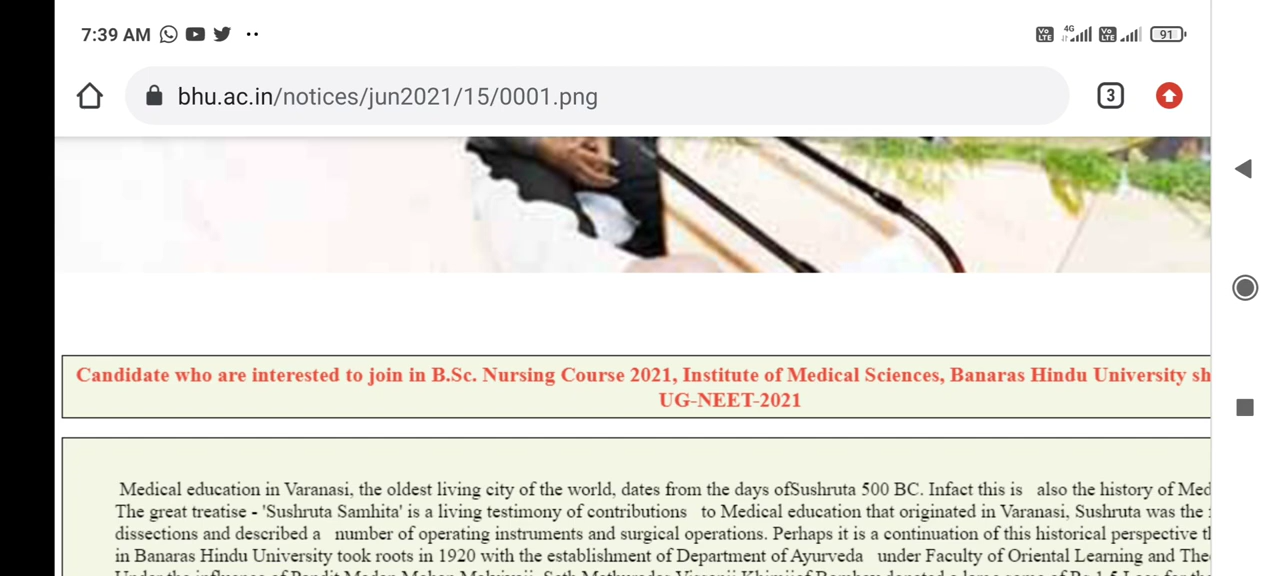 7:39 AM
VoLTE 4G VoLTE 91
bhu.ac.in/notices/jun2021/15/0001.png
3
Candidate who are interested to join in B.Sc. Nursing Course 2021, Institute of Medical Sciences, Banaras Hindu University sh
UG-NEET-2021
Medical education in Varanasi, the oldest living city of the world, dates from the days ofSushruta 500 BC. Infact this is also the history of Med
The great treatise - 'Sushruta Samhita' is a living testimony of contributions to Medical education that originated in Varanasi, Sushruta was the
dissections and described a number of operating instruments and surgical operations. Perhaps it is a continuation of this historical perspective th
in Banaras Hindu University took roots in 1920 with the establishment of Department of Ayurveda under Faculty of Oriental Learning and The